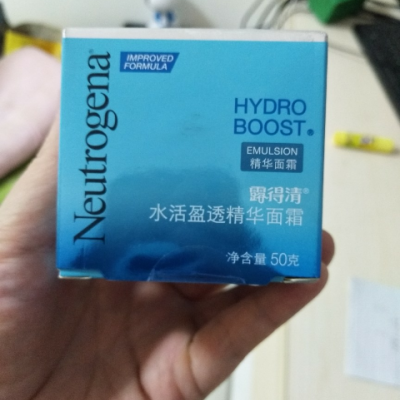 Neutrogena®
IMPROVED
FORMULA
HYDRO
BOOST®
EMULSION
精华面霜
露得清®
水活盈透精华面霜
净含量 50克